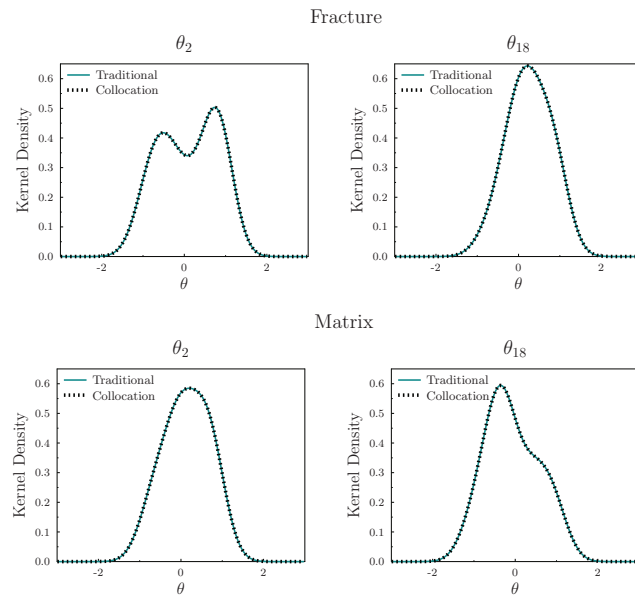 Fracture
θ2
θ18
Traditional
Collocation
Kernel Density
0.6
0.5
0.4
0.3
0.2
0.1
0.0
-2
0
2
θ
Traditional
Collocation
Kernel Density
0.6
0.5
0.4
0.3
0.2
0.1
0.0
-2
0
2
θ
Matrix
θ2
θ18
Traditional
Collocation
Kernel Density
0.6
0.5
0.4
0.3
0.2
0.1
0.0
-2
0
2
θ
Traditional
Collocation
Kernel Density
0.6
0.5
0.4
0.3
0.2
0.1
0.0
-2
0
2
θ